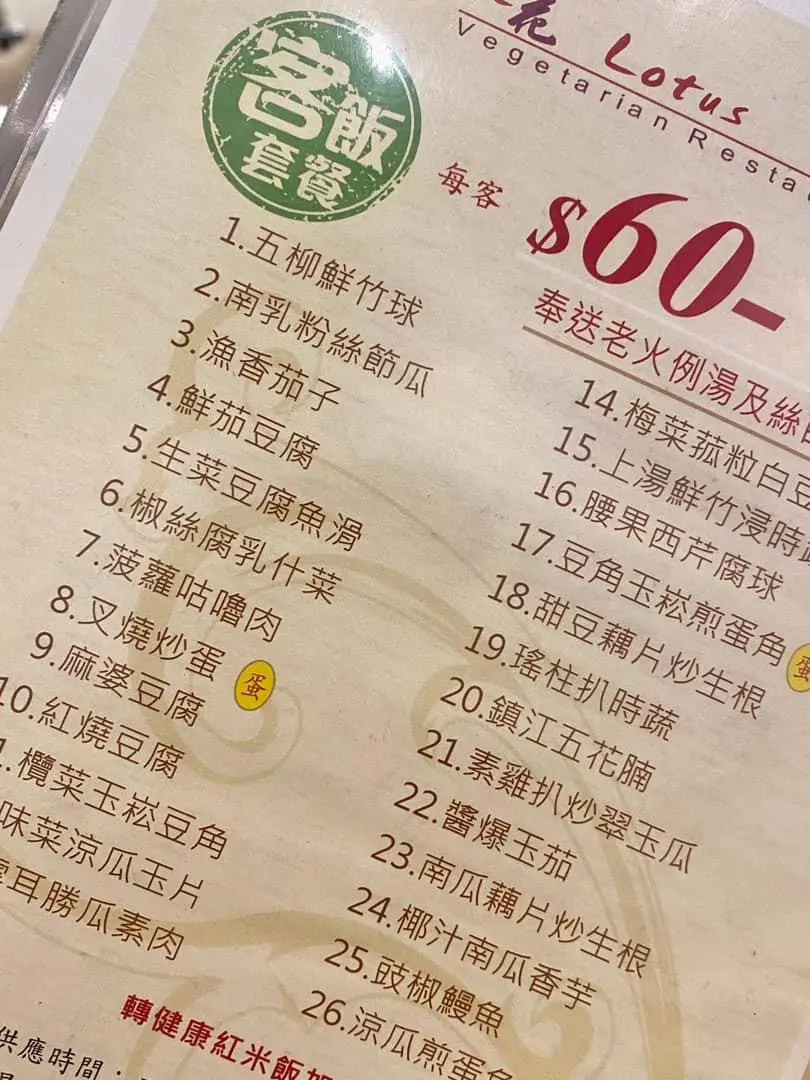 花 Lotus
Vegetarian
客飯
套餐
每客 $60-
奉送老火例湯及絲
1.五柳鮮竹球
2.南乳粉絲節瓜
3.漁香茄子
4.鮮茄豆腐
5.生菜豆腐魚滑
6.椒絲腐乳什菜
7.菠蘿咕嚕肉
8.叉燒炒蛋 蛋
9.麻婆豆腐
10.紅燒豆腐
.欖菜玉崧豆角
味菜涼瓜玉片
耳勝瓜素肉
14.梅菜菰粒白豆
15.上湯鮮竹浸時蔬
16.腰果西芹腐球
17.豆角玉崧煎蛋角 蛋
18.甜豆藕片炒生根
19.瑤柱扒時蔬
20.鎮江五花腩
21.素雞扒炒翠玉瓜
22.醬爆玉茄
23.南瓜藕片炒生根
24.椰汁南瓜香芋
25.豉椒鰻魚
26.涼瓜煎蛋角
轉健康紅米飯加
供應時間：